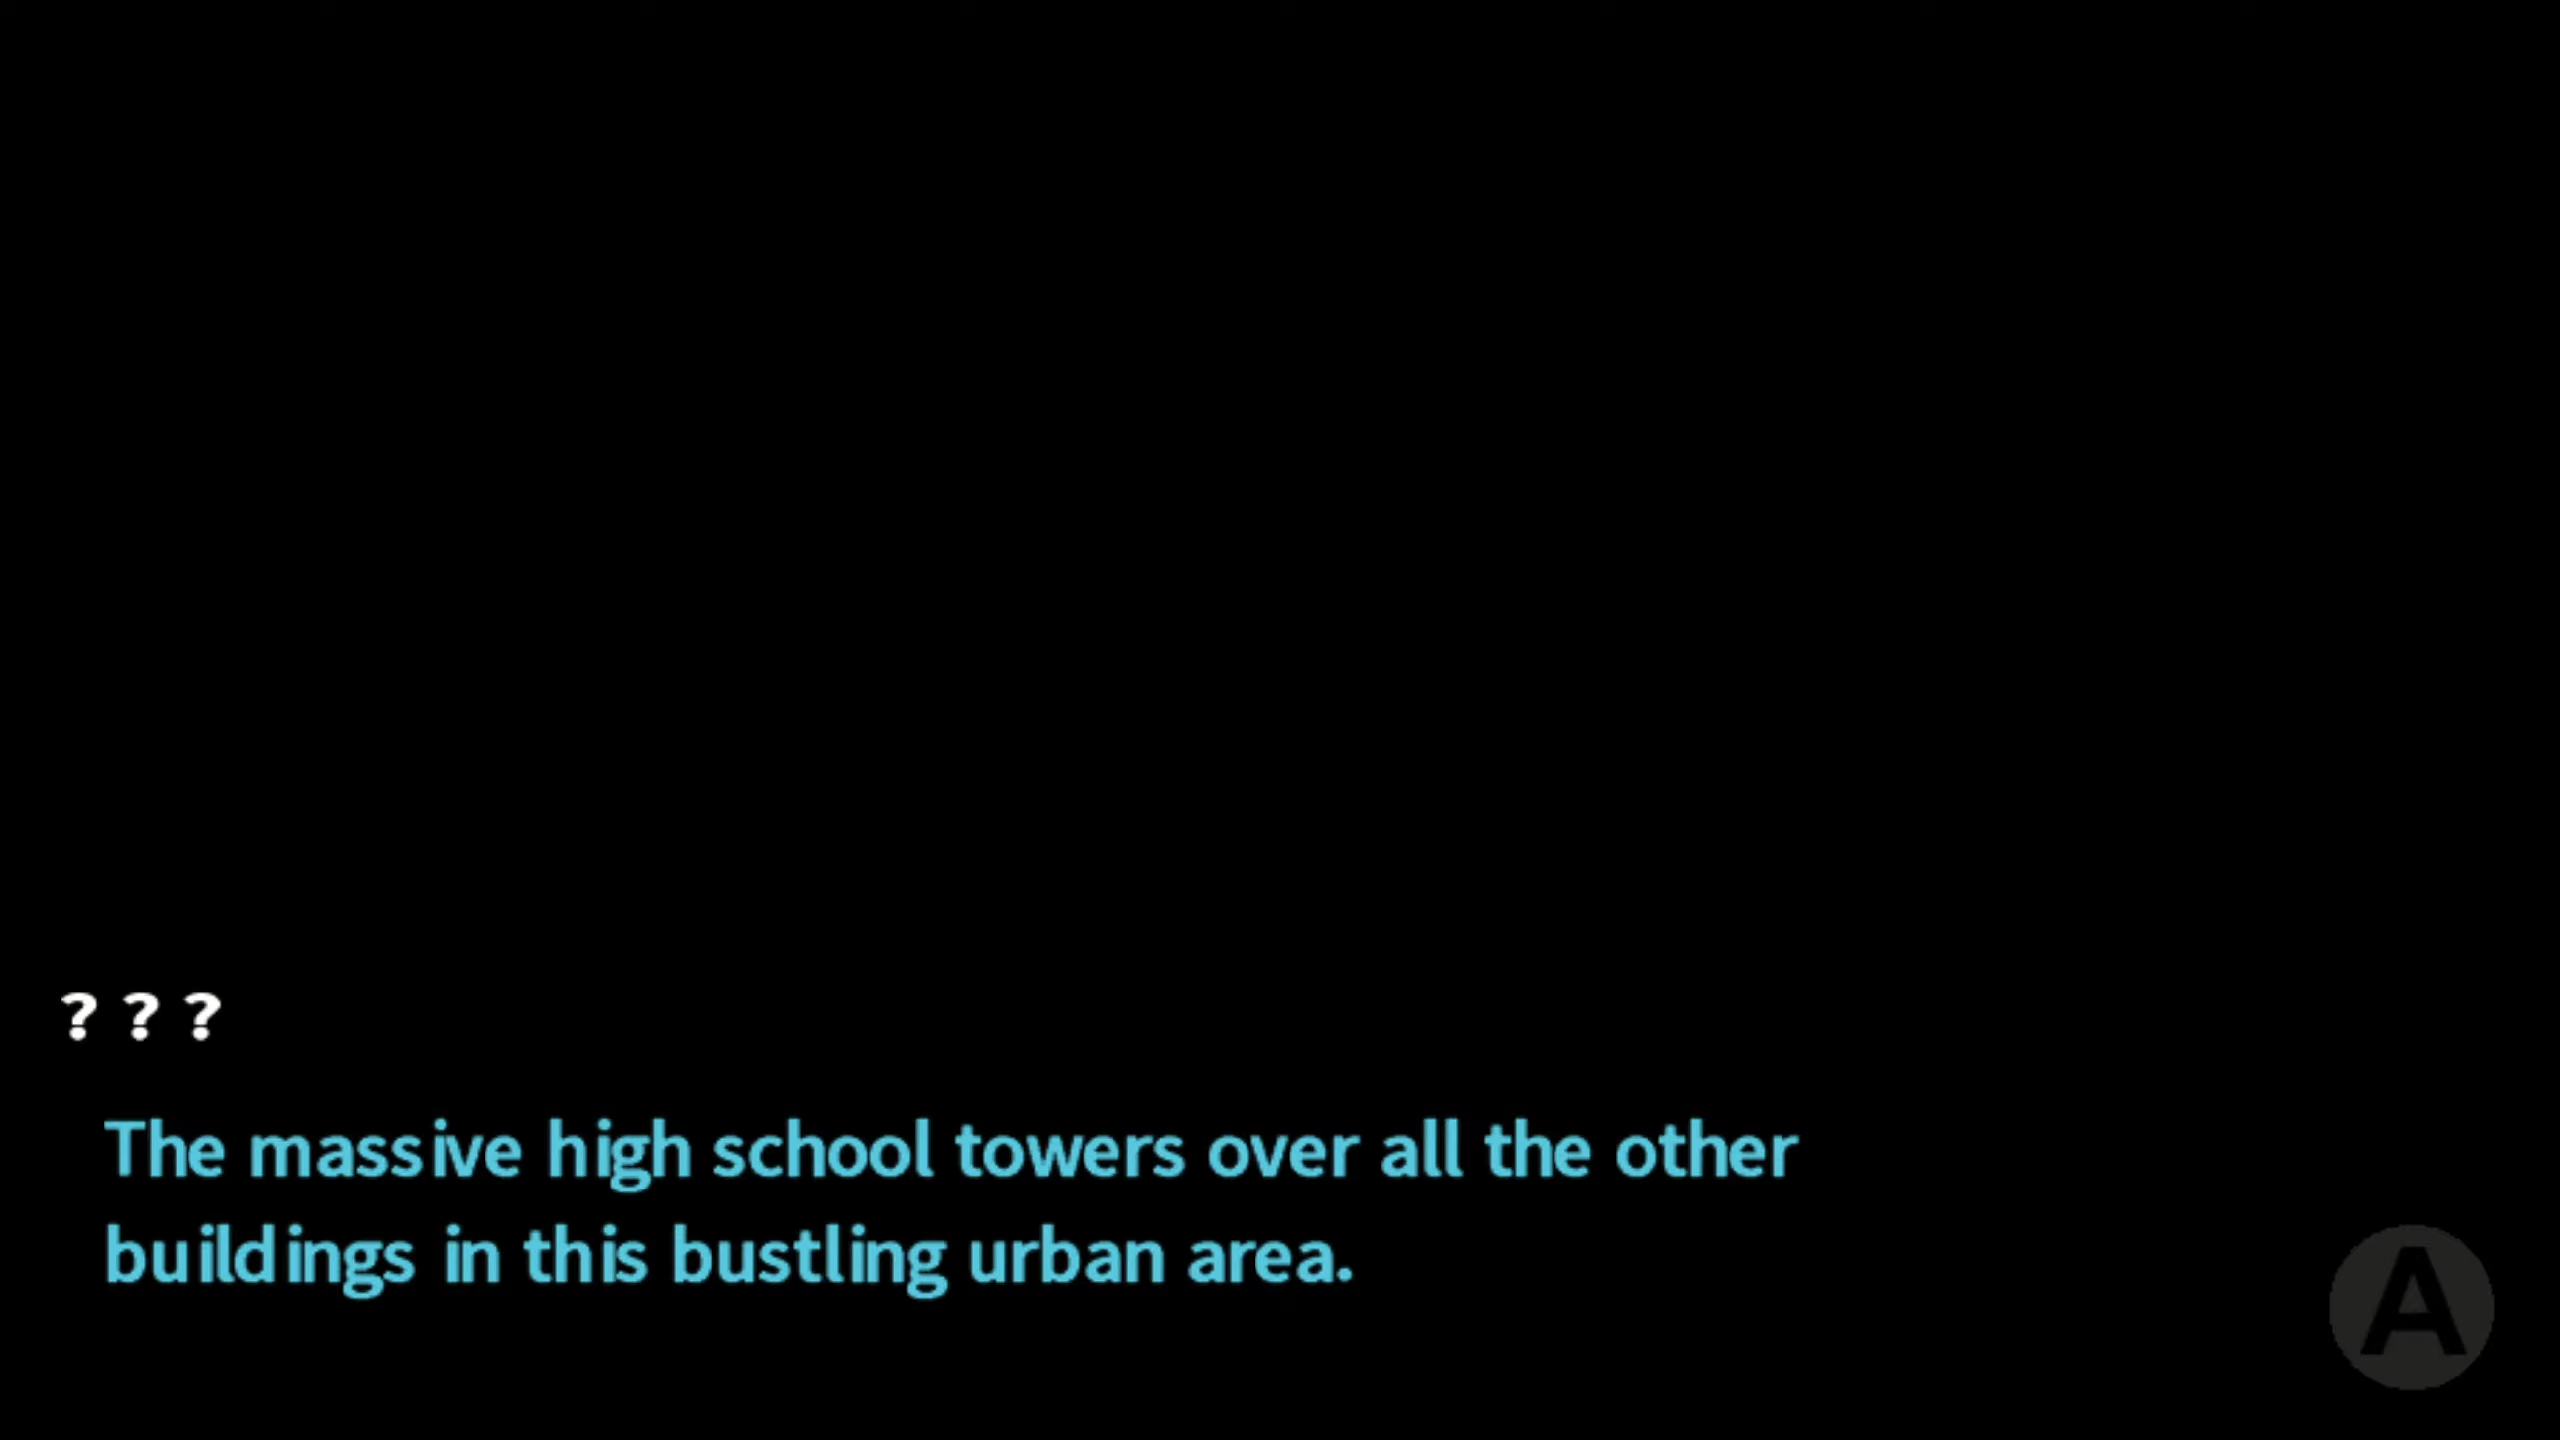 ? ? ?
The massive high school towers over all the other
buildings in this bustling urban area.
A